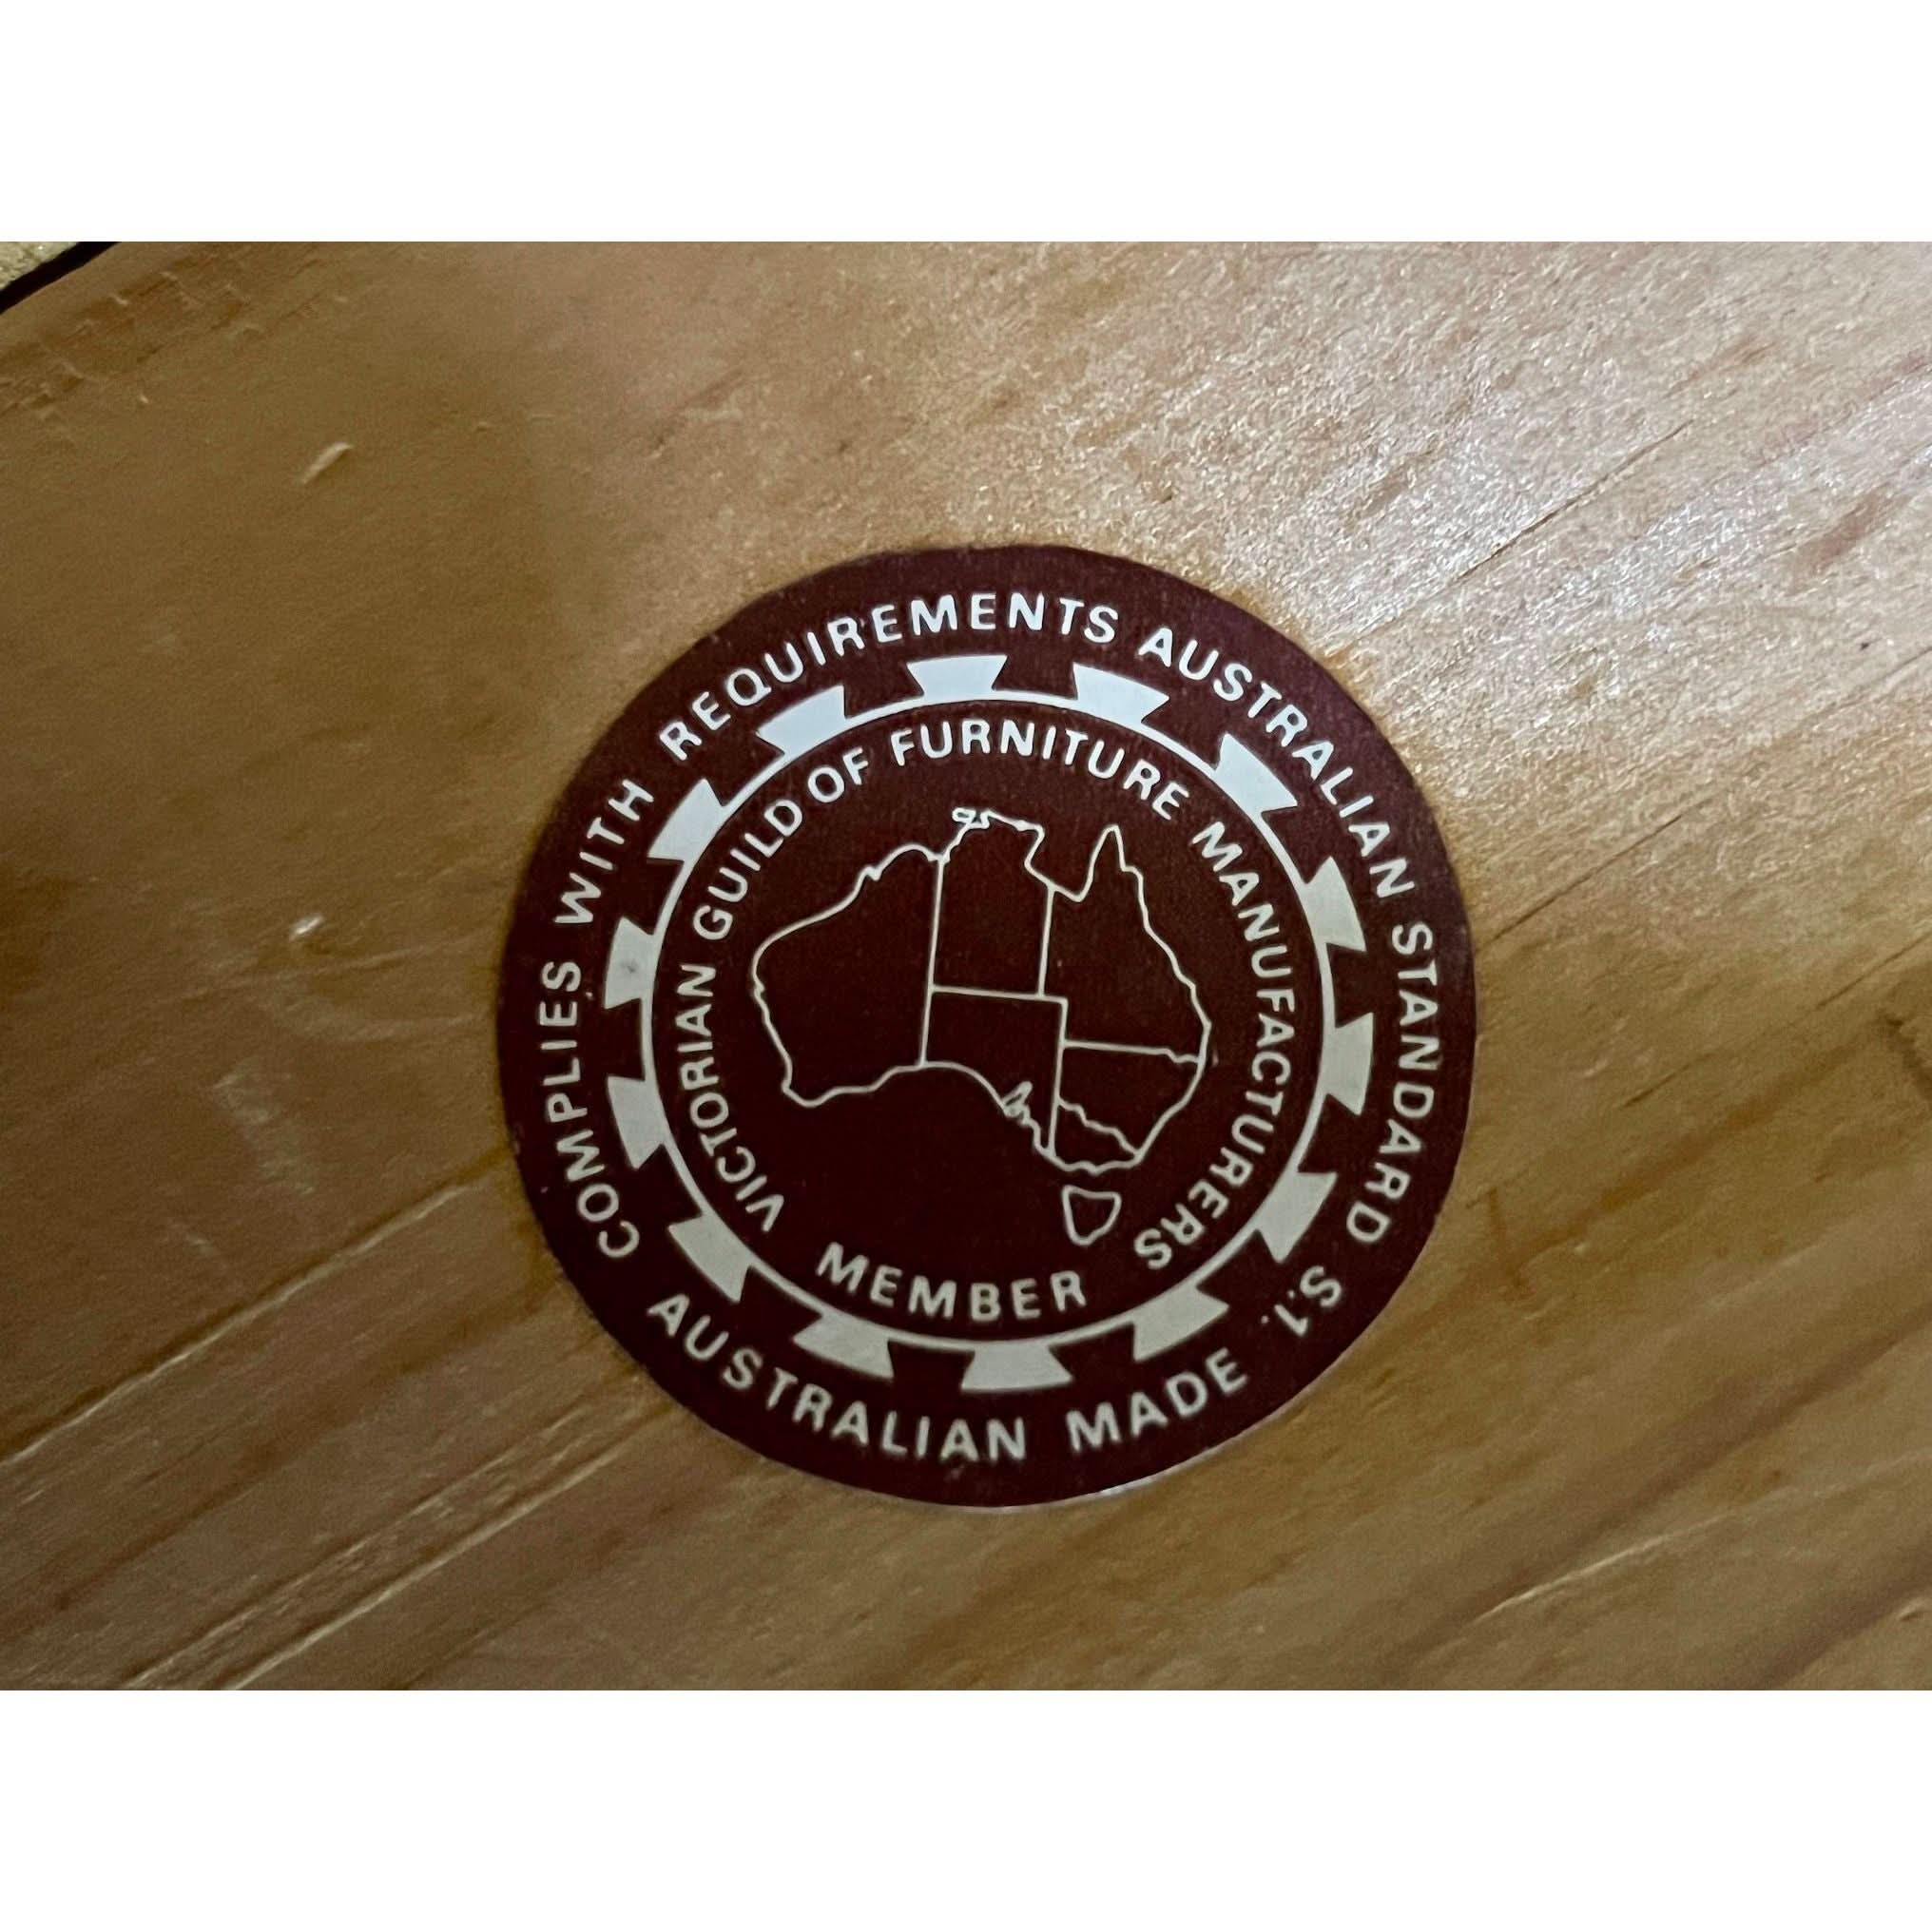 COMPLIES WITH REQUIREMENTS AUSTRALIAN STANDARD S.1.
AUSTRALIAN MADE
VICTORIAN GUILD OF FURNITURE MANUFACTURERS
MEMBER